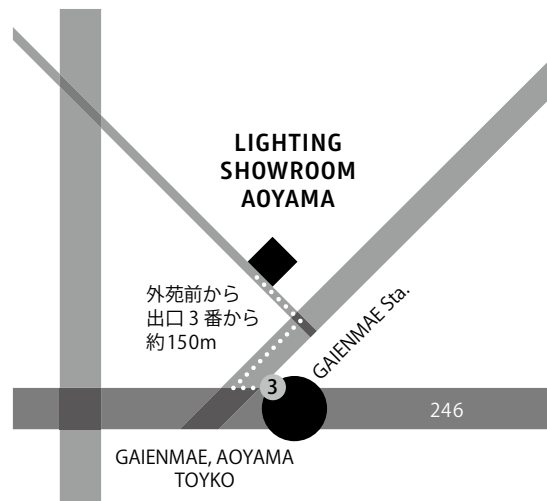 LIGHTING
SHOWROOM
AOYAMA
外苑前から
出口 3 番から
約150m
GAIENMAE Sta.
3
246
GAIENMAE, AOYAMA
TOYKO